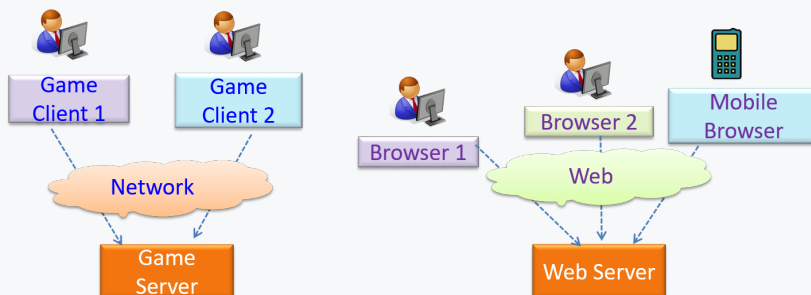 Game
Client 1
Game
Client 2
Network
Game
Server
Browser 1
Browser 2
Mobile
Browser
Web
Web Server